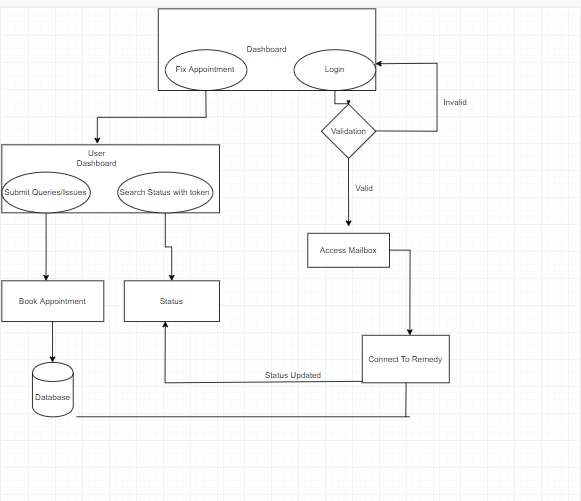 Dashboard
Fix Appointment
Login
Invalid
Validation
User
Dashboard
Submit Queries/Issues
Search Status with token
Valid
Access Mailbox
Book Appointment
Status
Connect To Remedy
Status Updated
Database